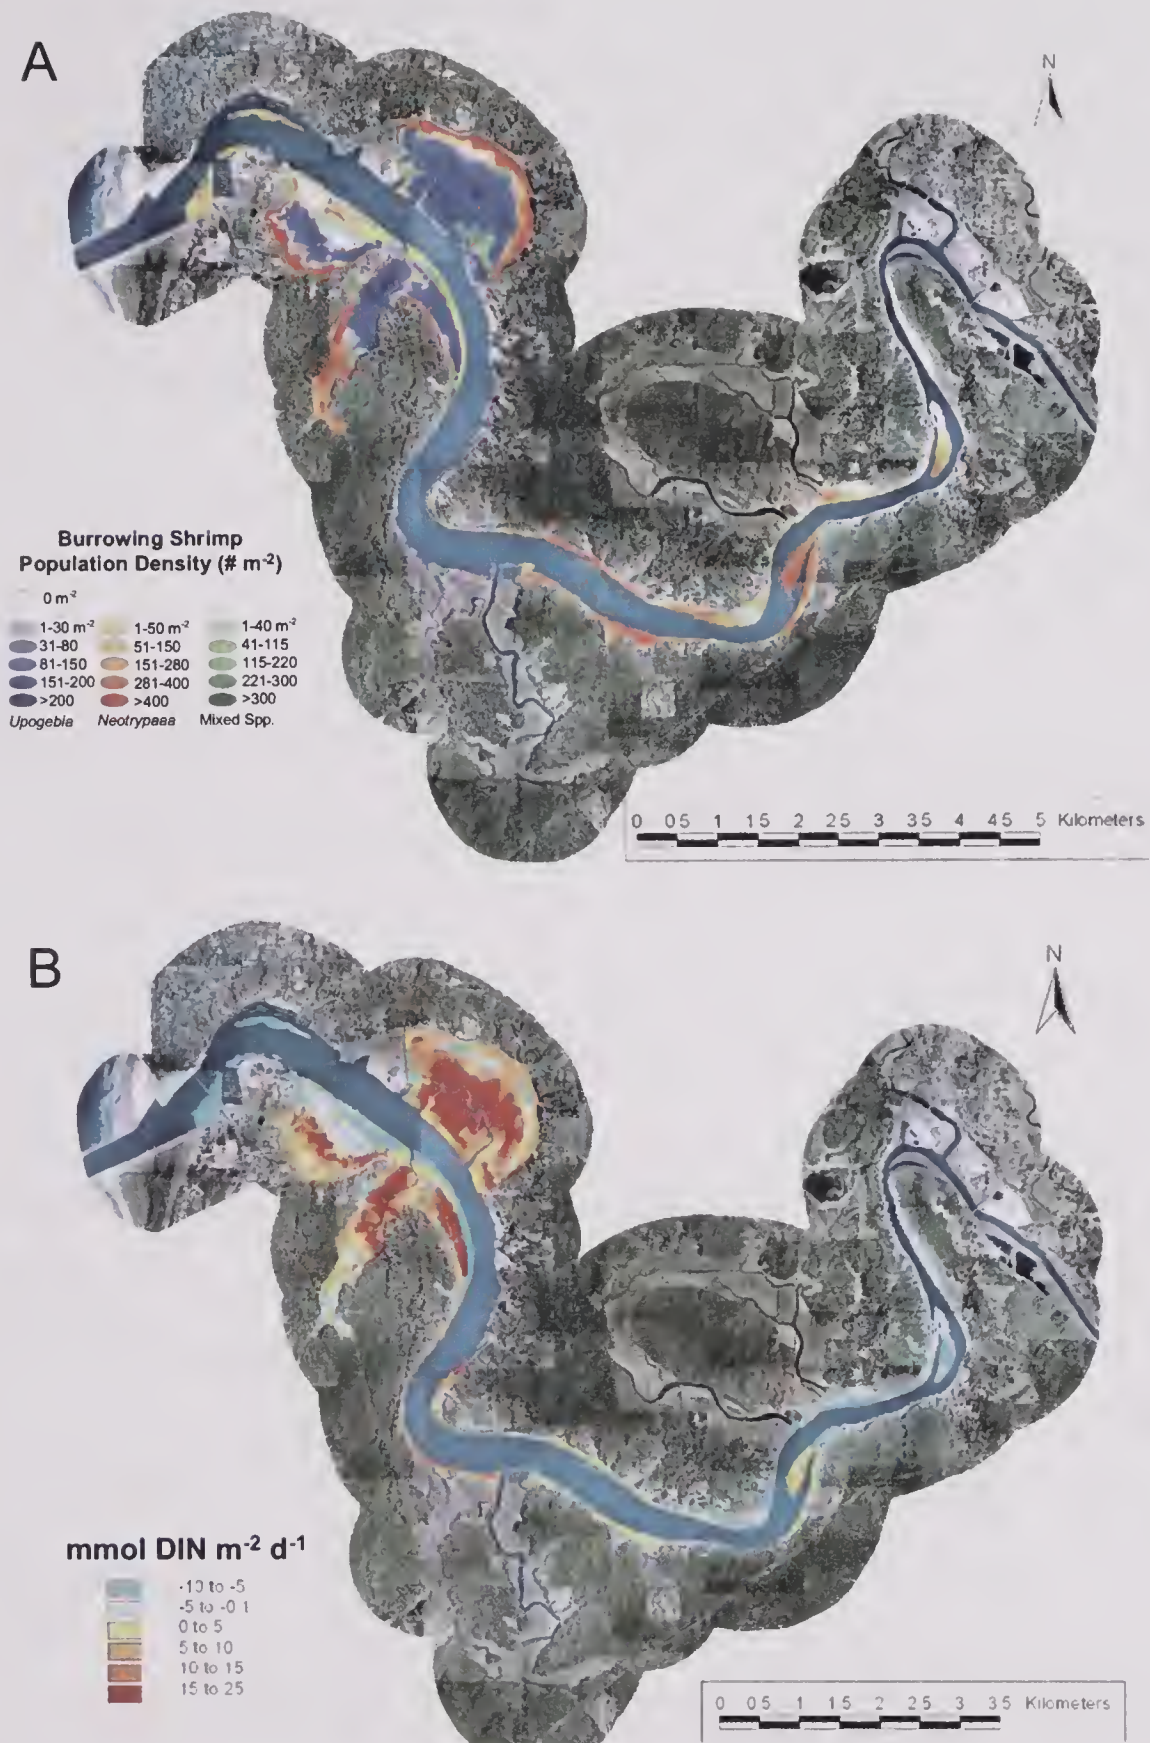 A
N
Burrowing Shrimp
Population Density (# m-2)
0 m-2
1-30 m-2 1-50 m-2 1-40 m-2
31-80 51-150 41-115
81-150 151-280 115-220
151-200 281-400 221-300
>200 >400 >300
Upogebia Neotrypaaa Mixed Spp.
0 05 1 15 2 25 3 35 4 45 5 Kilometers
B
N
mmol DIN m-2 d-1
-10 to -5
-5 to -0 1
0 to 5
5 to 10
10 to 15
15 to 25
0 05 1 15 2 25 3 35 Kilometers